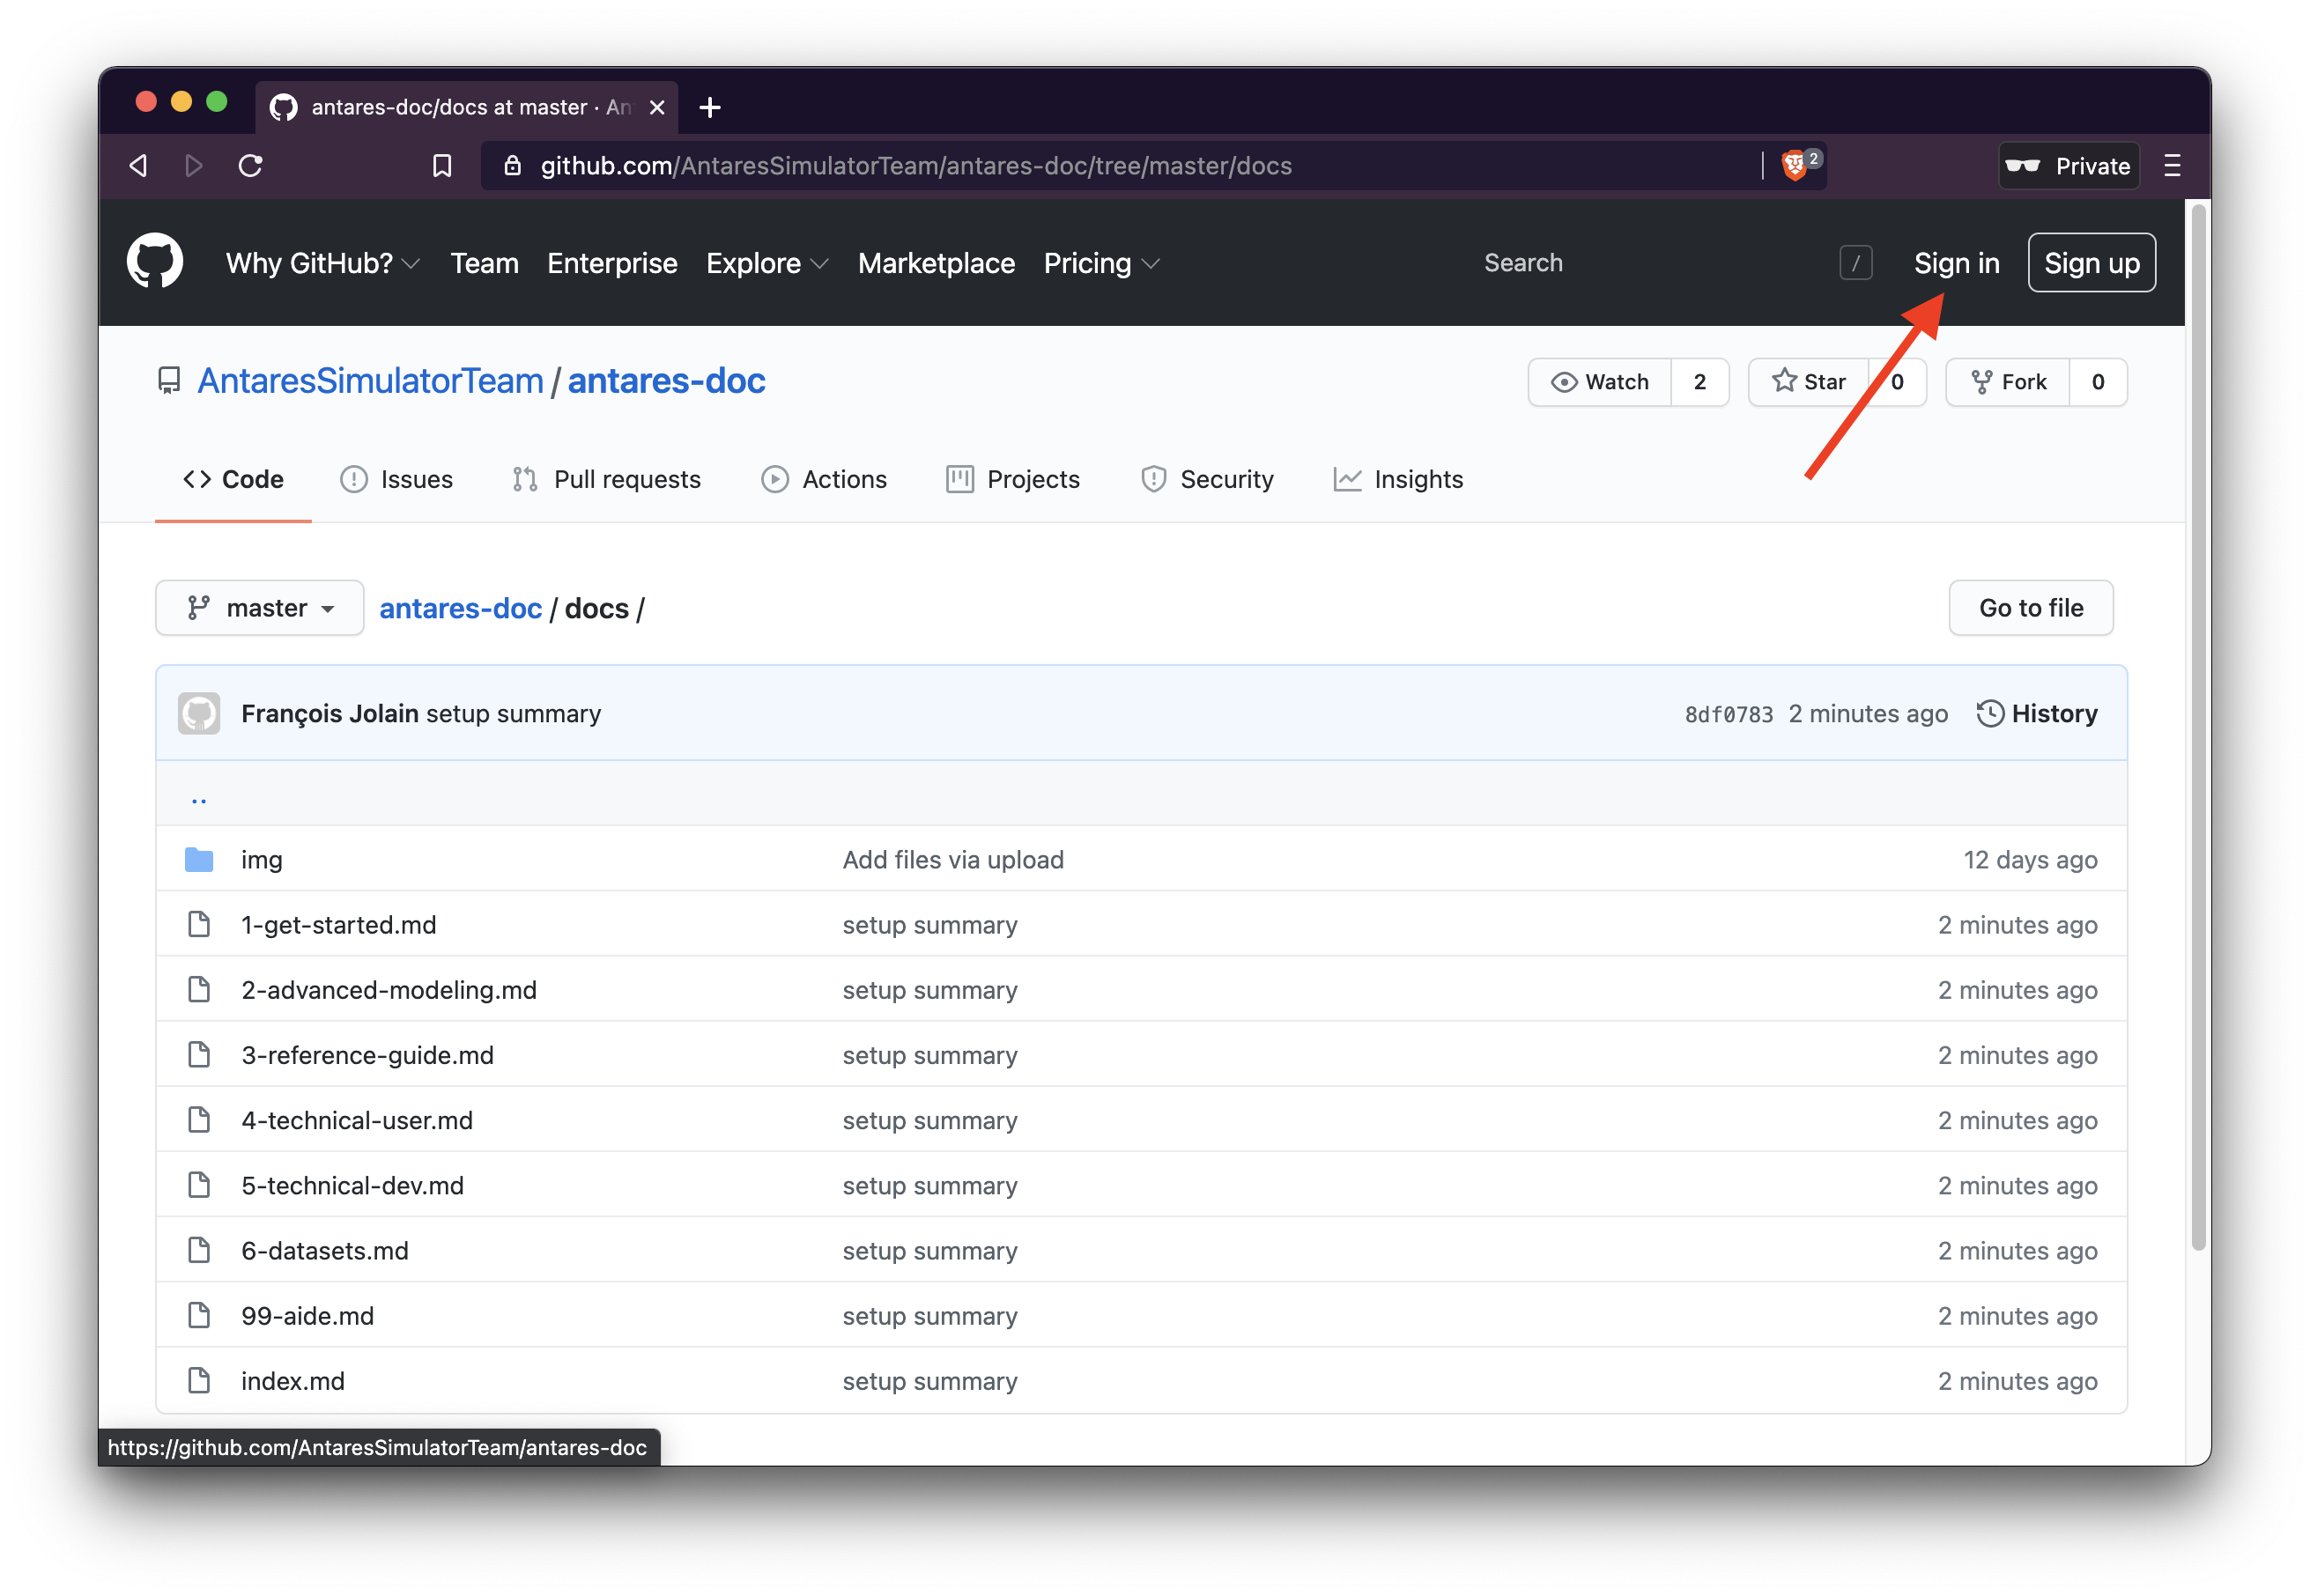 antares-doc/docs at master · An
github.com/AntaresSimulatorTeam/antares-doc/tree/master/docs 2 Private
Why GitHub? Team Enterprise Explore Marketplace Pricing Search / Sign in Sign up
AntaresSimulatorTeam / antares-doc Watch 2 Star 0 Fork 0
Code Issues Pull requests Actions Projects Security Insights
master antares-doc / docs / Go to file
François Jolain setup summary 8df0783 2 minutes ago History
..
img Add files via upload 12 days ago
1-get-started.md setup summary 2 minutes ago
2-advanced-modeling.md setup summary 2 minutes ago
3-reference-guide.md setup summary 2 minutes ago
4-technical-user.md setup summary 2 minutes ago
5-technical-dev.md setup summary 2 minutes ago
6-datasets.md setup summary 2 minutes ago
99-aide.md setup summary 2 minutes ago
index.md setup summary 2 minutes ago
https://github.com/AntaresSimulatorTeam/antares-doc